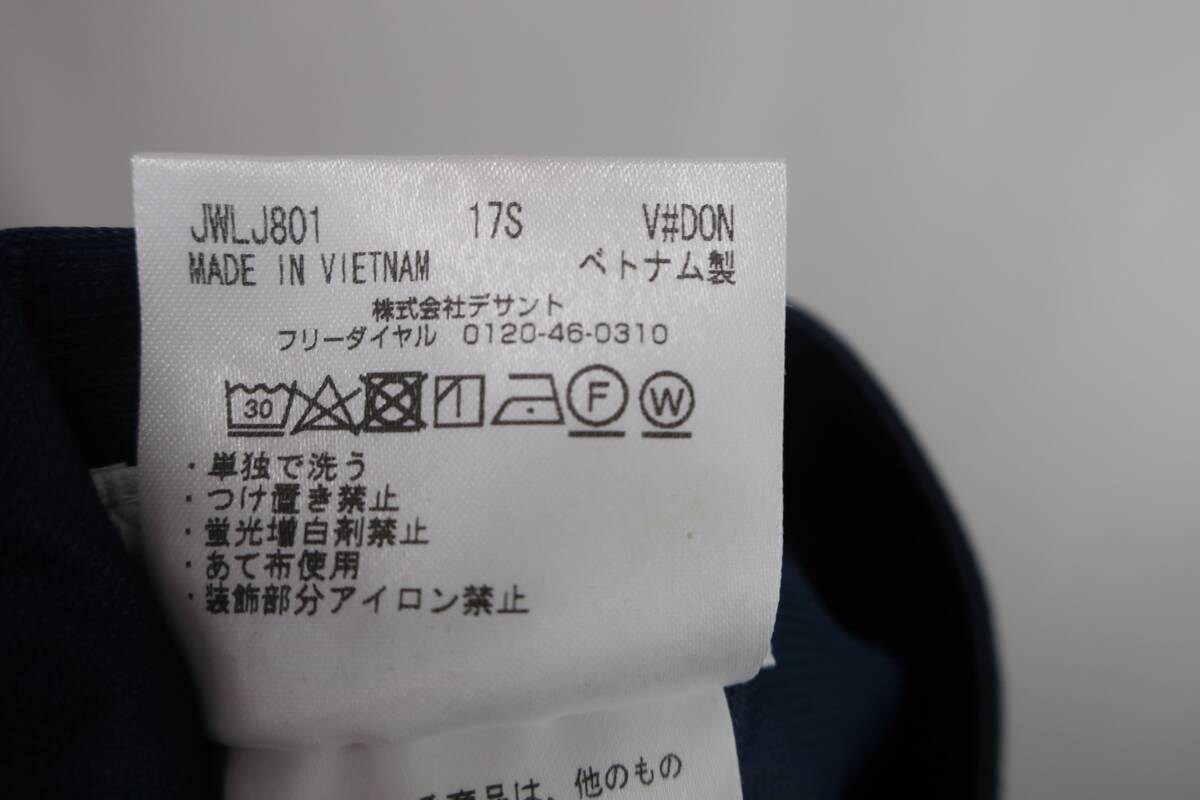 JWLJ801 17S V#DON
MADE IN VIETNAM ベトナム製
株式会社デサント
フリーダイヤル 0120-46-0310
30 F W
・単独で洗う
・つけ置き禁止
・蛍光増白剤禁止
・あて布使用
・装飾部分アイロン禁止
商品は、他のもの